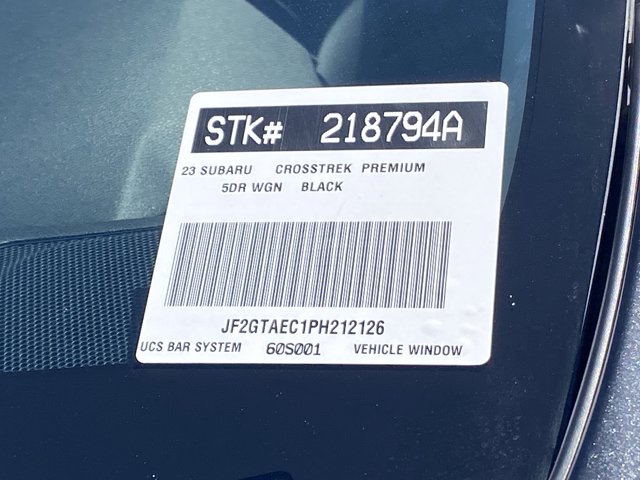 STK# 218794A
23 SUBARU CROSSTREK PREMIUM
5DR WGN BLACK
JF2GTAEC1PH212126
UCS BAR SYSTEM 60S001 VEHICLE WINDOW